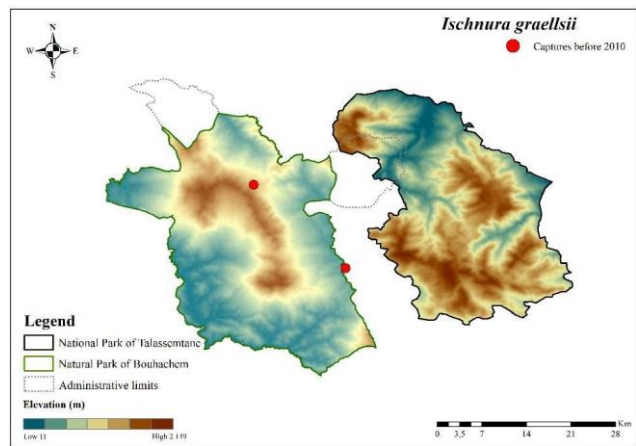 Ischnura graellsii
Captures before 2010
N
W E
S
Legend
National Park of Talassemtane
Natural Park of Bouhachem
Administrative limits
Elevation (m)
Low 11 High 2 149
Km
0 3,5 7 14 21 28